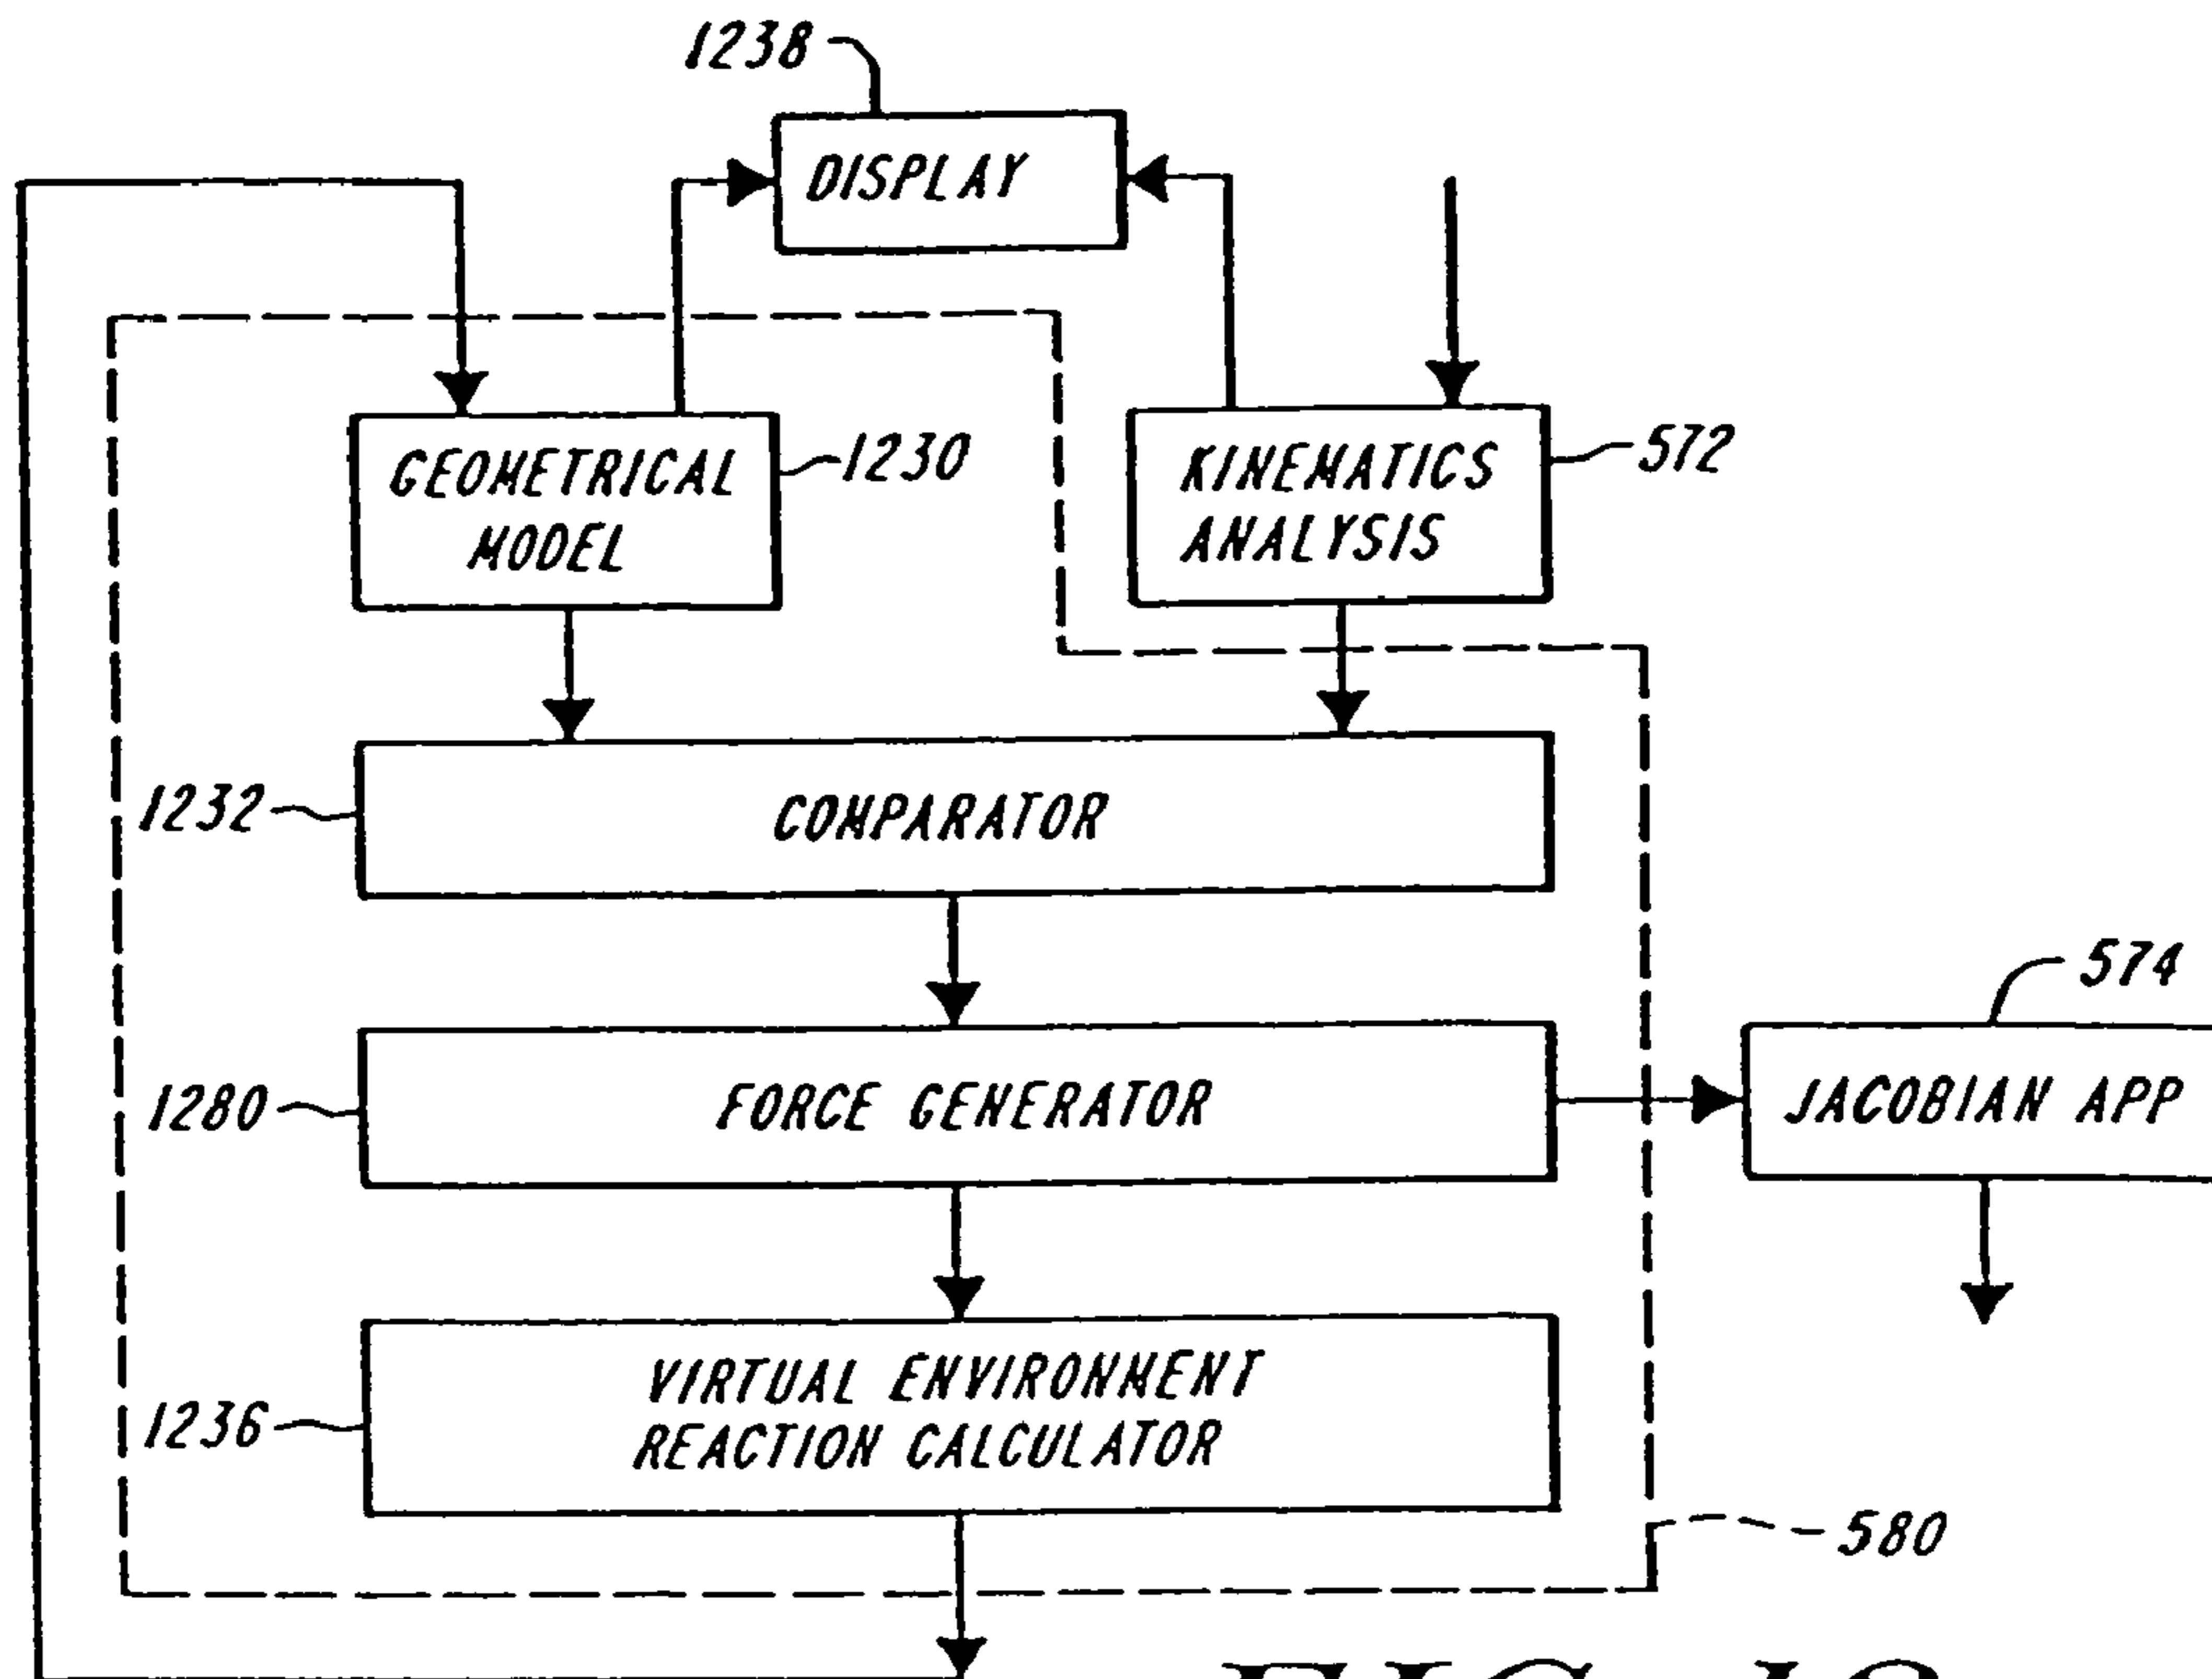 1238
DISPLAY
GEOMETRICAL
MODEL
1230
KINEMATICS
ANALYSIS
572
1232
COMPARATOR
574
1280
FORCE GENERATOR
JACOBIAN APP
VIRTUAL ENVIRONMENT
REACTION CALCULATOR
1236
580